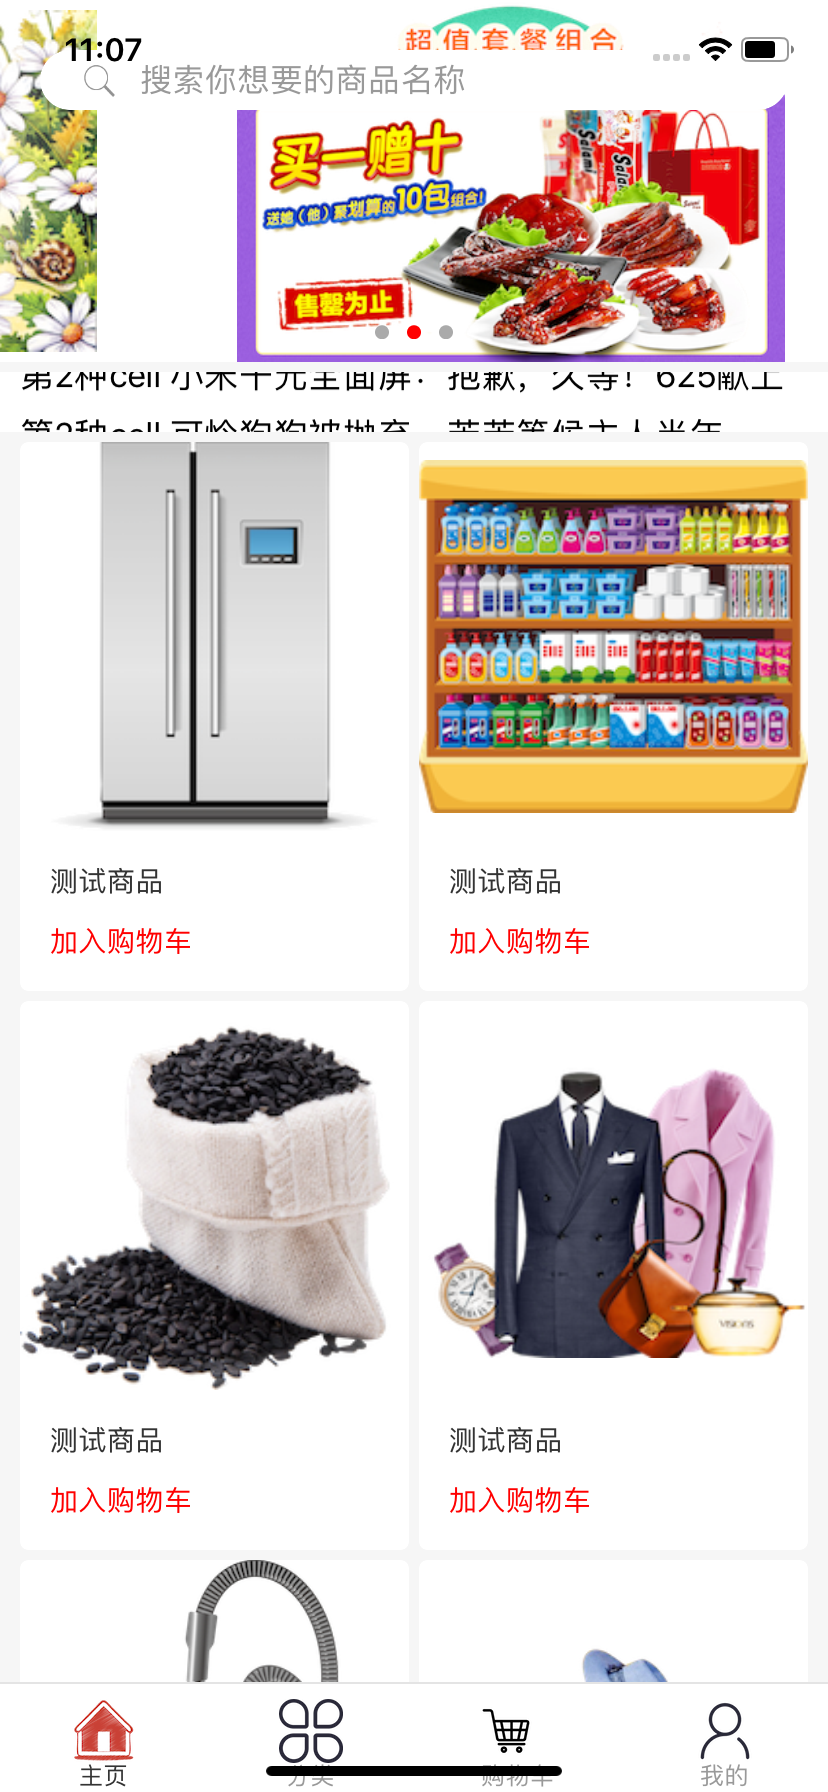 11:07
超值套餐组合
搜索你想要的商品名称
买一赠十
送她（他）聚划算的10包组合！
Salami
Salami
售罄为止
第2种cell 小米千元全面屏：抱歉，久等！625献上
第2种cell 可怜狗狗被抛弃，苦苦等候主人半年
测试商品
测试商品
加入购物车
加入购物车
VISIONS
测试商品
测试商品
加入购物车
加入购物车
主页
分类
购物车
我的